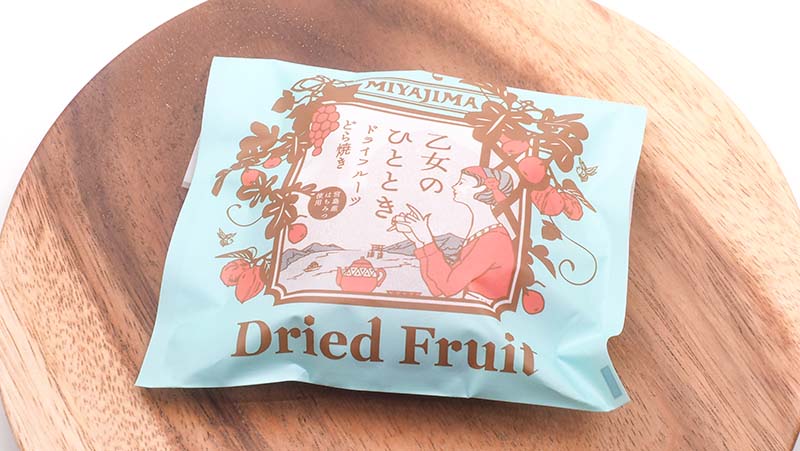 MIYAJIMA
乙女の
ひととき
ドライフルーツ
どら焼き
宮島産
はちみつ
使用
Dried Fruit